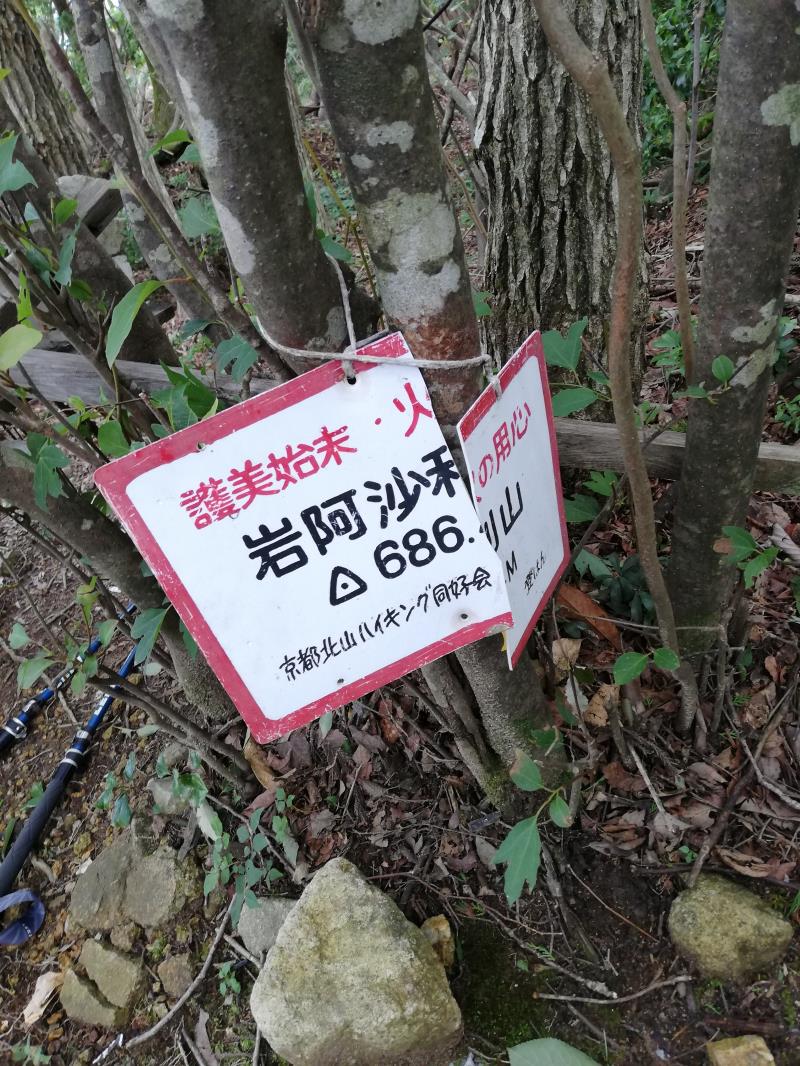 護美始末・火の用心
岩阿沙利山
△686.
M
京都北山ハイキング同好会